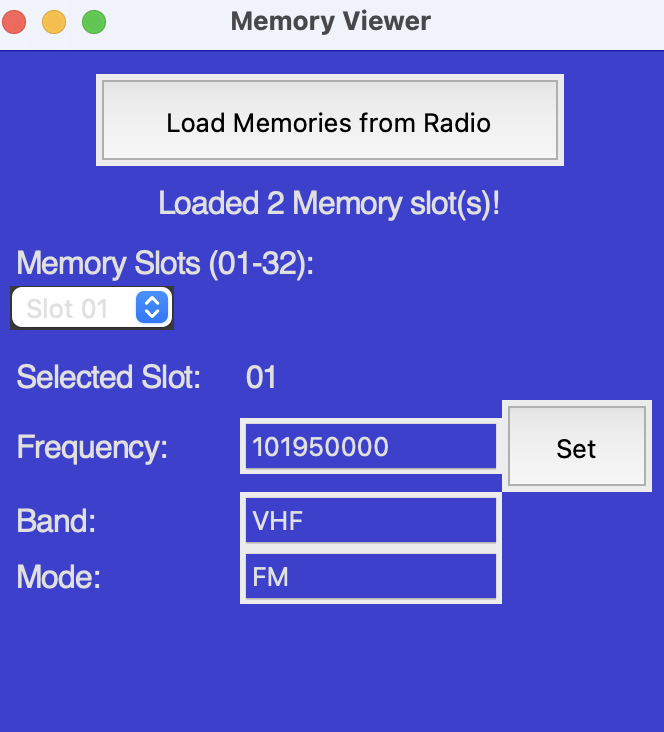 Memory Viewer
Load Memories from Radio
Loaded 2 Memory slot(s)!
Memory Slots (01-32):
Slot 01
Selected Slot: 01
Frequency: 101950000 Set
Band: VHF
Mode: FM